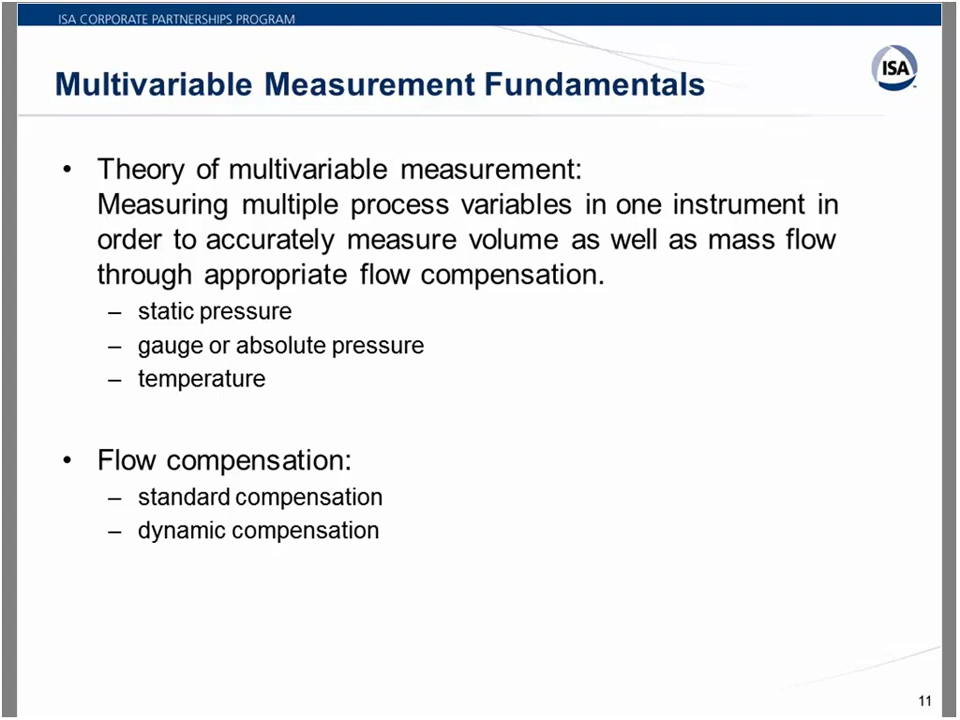 ISA CORPORATE PARTNERSHIPS PROGRAM
Multivariable Measurement Fundamentals
ISA
• Theory of multivariable measurement:
Measuring multiple process variables in one instrument in
order to accurately measure volume as well as mass flow
through appropriate flow compensation.
– static pressure
– gauge or absolute pressure
– temperature
• Flow compensation:
– standard compensation
– dynamic compensation
11